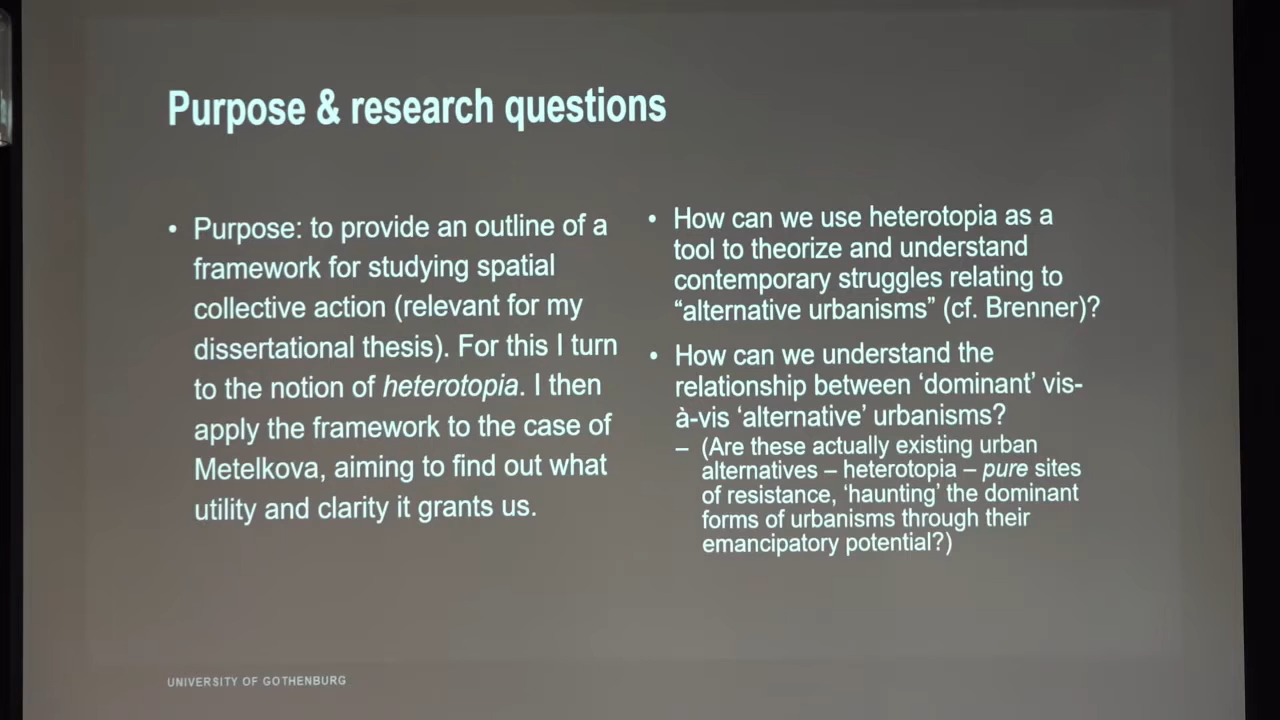 Purpose & research questions
• Purpose: to provide an outline of a
framework for studying spatial
collective action (relevant for my
dissertational thesis). For this I turn
to the notion of heterotopia. I then
apply the framework to the case of
Metelkova, aiming to find out what
utility and clarity it grants us.
• How can we use heterotopia as a
tool to theorize and understand
contemporary struggles relating to
“alternative urbanisms” (cf. Brenner)?
• How can we understand the
relationship between ‘dominant’ vis-
à-vis ‘alternative’ urbanisms?
– (Are these actually existing urban
alternatives – heterotopia – pure sites
of resistance, ‘haunting’ the dominant
forms of urbanisms through their
emancipatory potential?)
UNIVERSITY OF GOTHENBURG